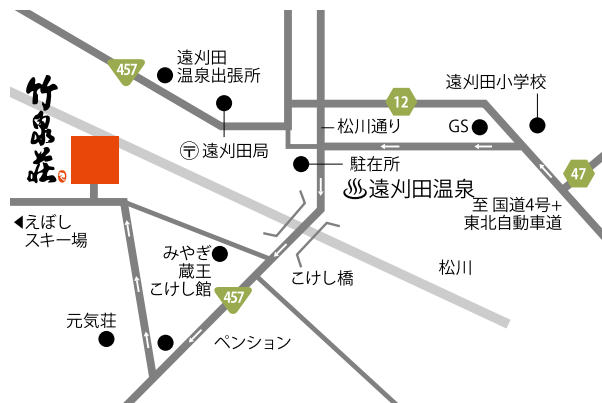 遠刈田
温泉出張所
457
竹泉荘
遠刈田小学校
12
松川通り
GS
〒遠刈田局
駐在所
47
♨遠刈田温泉
至 国道4号+
東北自動車道
◀えぼし
スキー場
みやぎ
蔵王
こけし館
こけし橋
松川
457
元気荘
ペンション